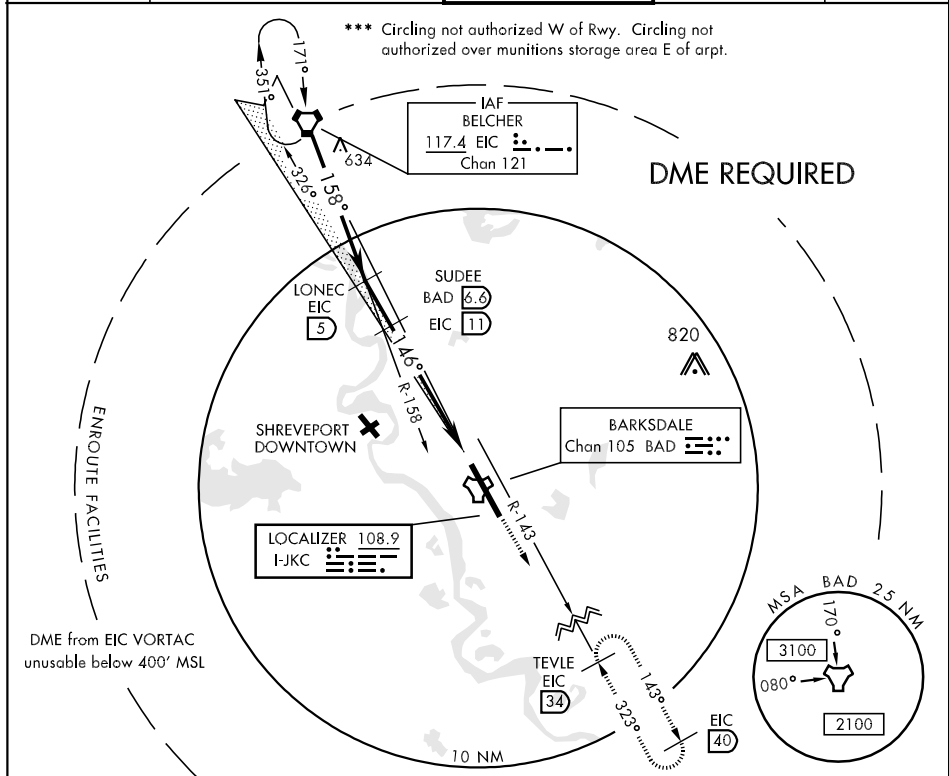 *** Circling not authorized W of Rwy. Circling not
authorized over munitions storage area E of arpt.
171°
351°
IAF
BELCHER
117.4 EIC
Chan 121
634
DME REQUIRED
326°
158°
LONEC
EIC
5
SUDEE
BAD 6.6
EIC 11
146°
R-158
820
ENROUTE FACILITIES
SHREVEPORT
DOWNTOWN
BARKSDALE
Chan 105 BAD
R-143
LOCALIZER 108.9
I-JKC
DME from EIC VORTAC
unusable below 400' MSL
TEVLE
EIC
34
143°
323°
EIC
40
10 NM
MSA BAD 25 NM
170°
3100
080°
2100